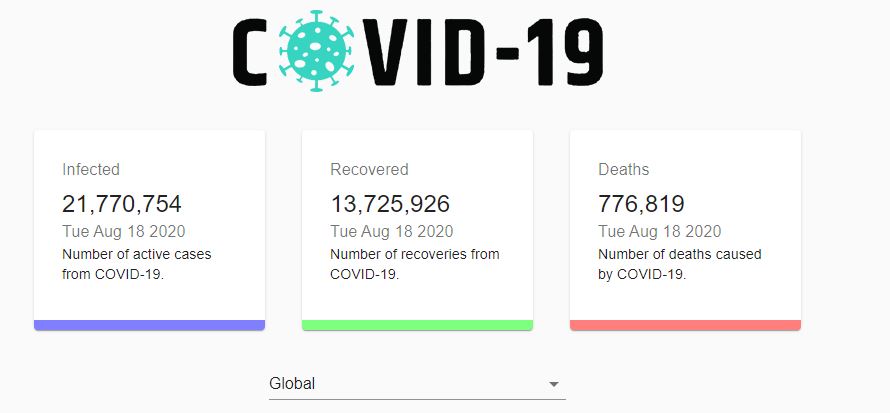 COVID-19
Infected
21,770,754
Tue Aug 18 2020
Number of active cases
from COVID-19.
Recovered
13,725,926
Tue Aug 18 2020
Number of recoveries from
COVID-19.
Deaths
776,819
Tue Aug 18 2020
Number of deaths caused
by COVID-19.
Global